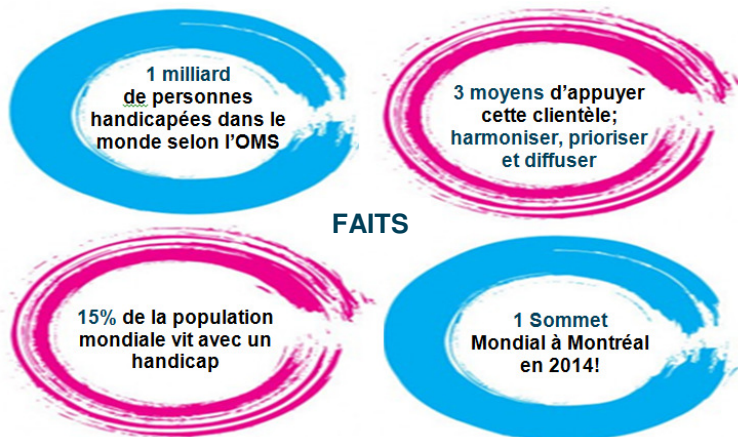 1 milliard
de personnes
handicapées dans le
monde selon l'OMS
3 moyens d'appuyer
cette clientèle;
harmoniser, prioriser
et diffuser
FAITS
15% de la population
mondiale vit avec un
handicap
1 Sommet
Mondial à Montréal
en 2014!